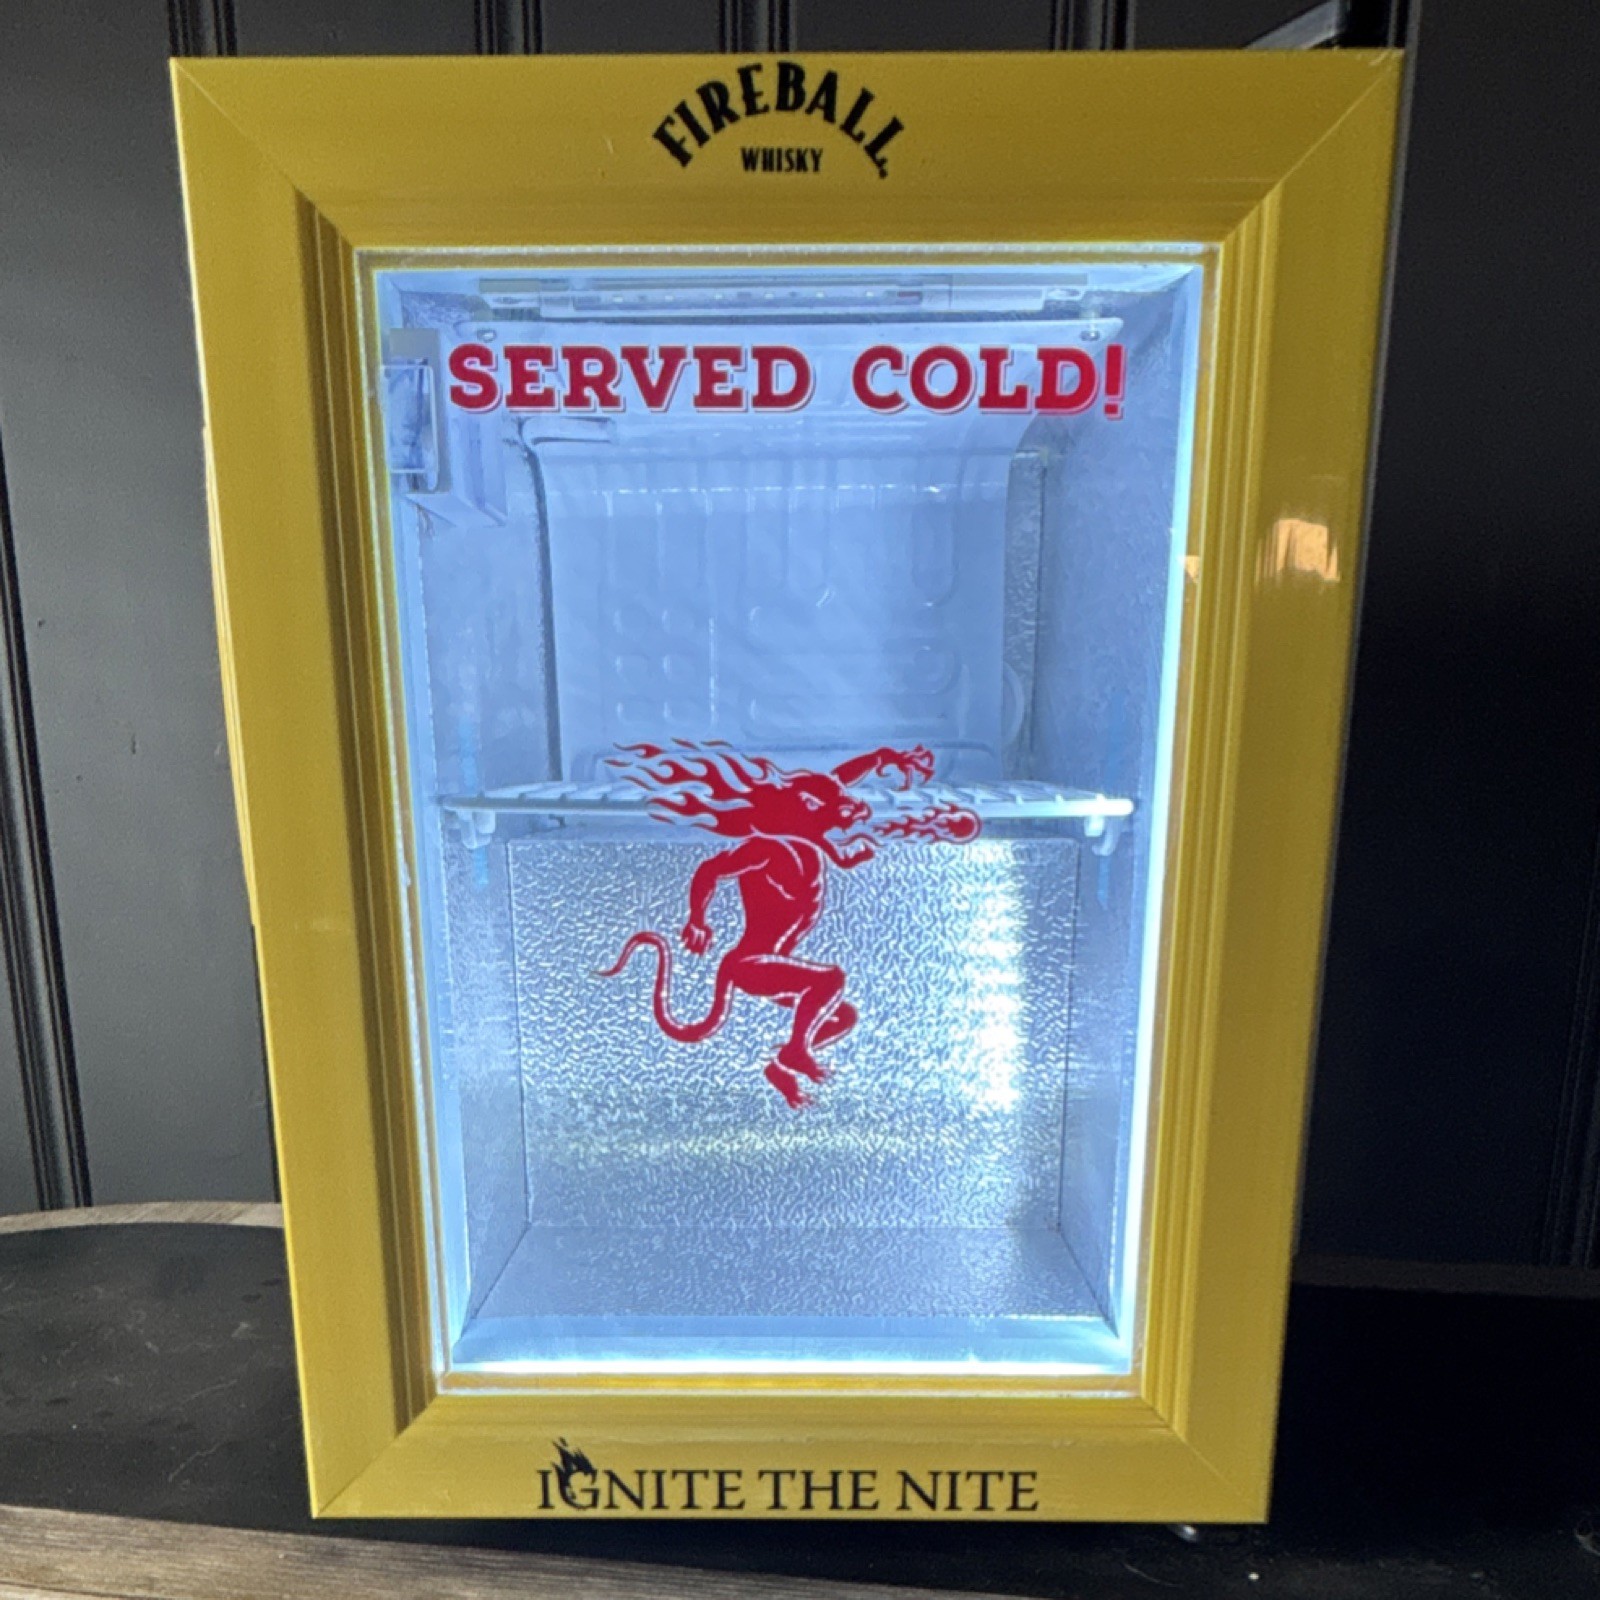 FIREBALL
WHISKY
SERVED COLD!
IGNITE THE NITE